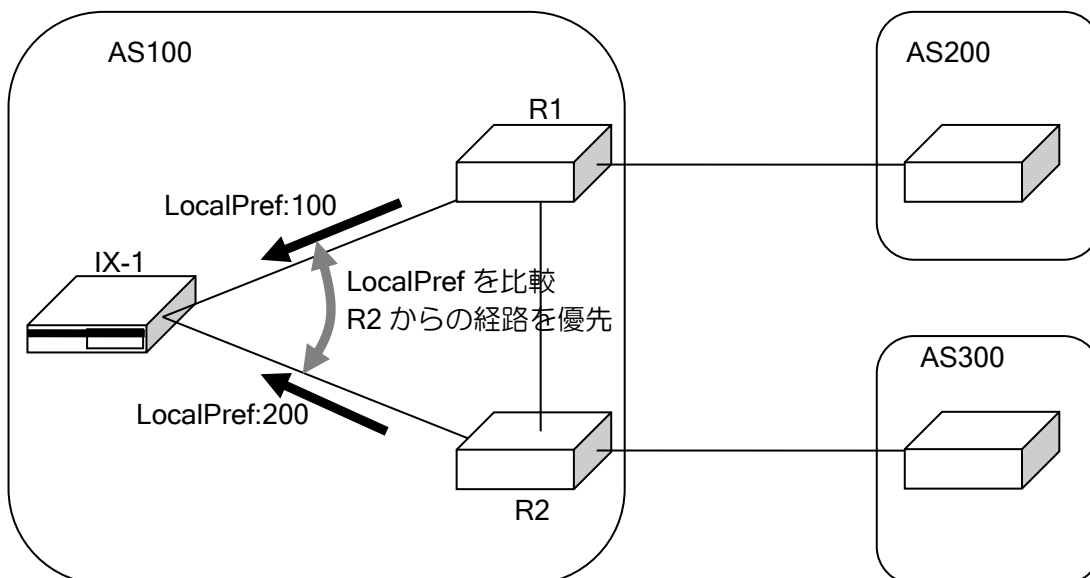 AS100
AS200
R1
LocalPref:100
IX-1
LocalPref を比較
R2 からの経路を優先
AS300
LocalPref:200
R2